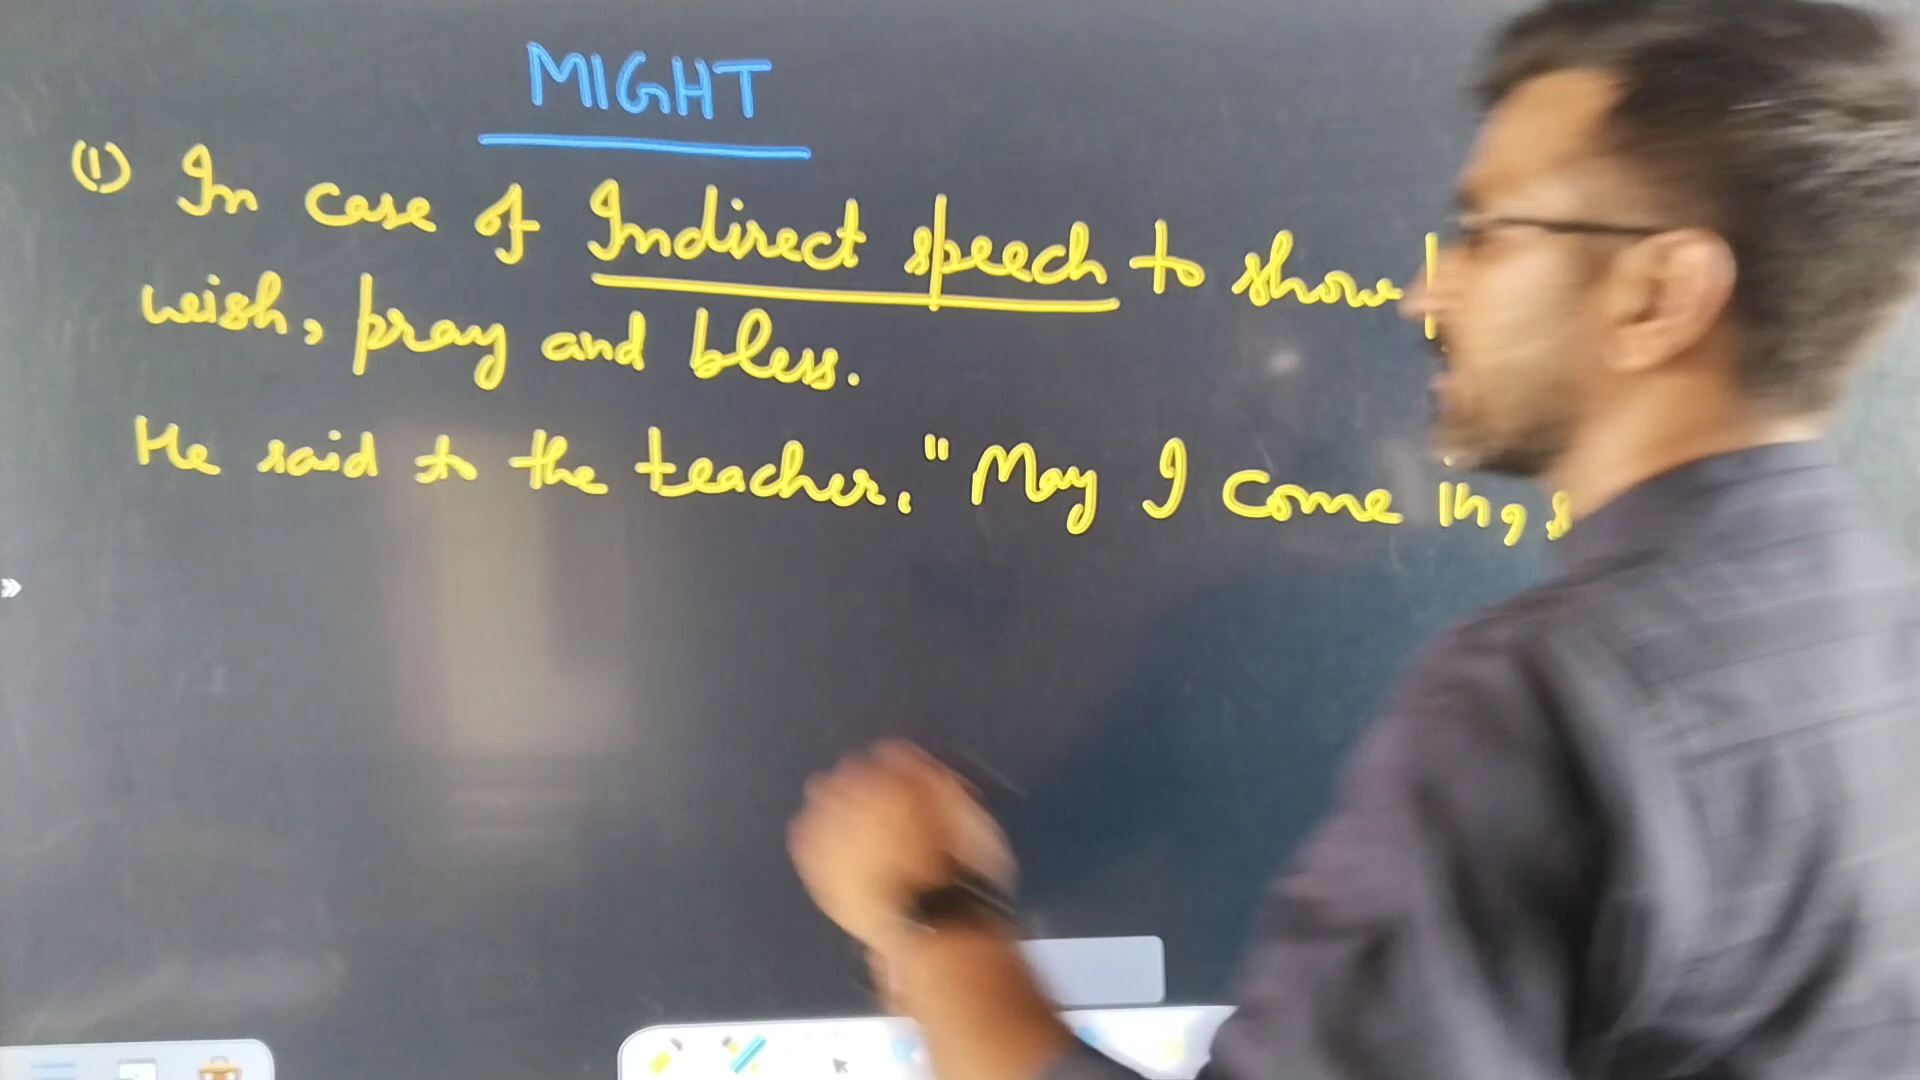 MIGHT
(1) In case of Indirect speech to show
wish, pray and bless.
He said to the teacher, "May I come in,